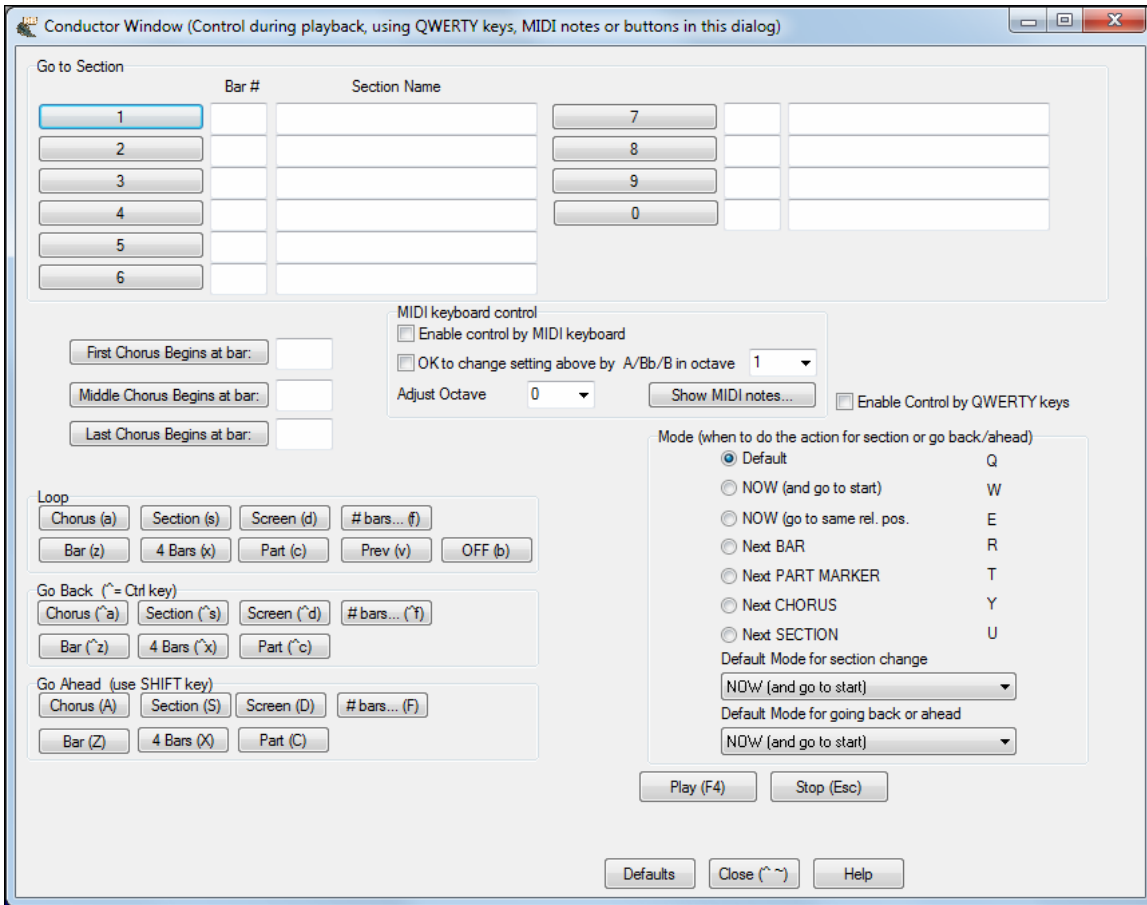 Conductor Window (Control during playback, using QWERTY keys, MIDI notes or buttons in this dialog)
Go to Section
Bar # Section Name
1 7
2 8
3 9
4 0
5
6
MIDI keyboard control
Enable control by MIDI keyboard
First Chorus Begins at bar:
OK to change setting above by A/Bb/B in octave 1
Middle Chorus Begins at bar:
Adjust Octave 0 Show MIDI notes...
Enable Control by QWERTY keys
Last Chorus Begins at bar:
Mode (when to do the action for section or go back/ahead)
Default Q
NOW (and go to start) W
NOW (go to same rel. pos. E
Next BAR R
Next PART MARKER T
Next CHORUS Y
Next SECTION U
Default Mode for section change
NOW (and go to start)
Default Mode for going back or ahead
NOW (and go to start)
Loop
Chorus (a) Section (s) Screen (d) # bars... (f)
Bar (z) 4 Bars (x) Part (c) Prev (v) OFF (b)
Go Back (^= Ctrl key)
Chorus (^a) Section (^s) Screen (^d) # bars... (^f)
Bar (^z) 4 Bars (^x) Part (^c)
Go Ahead (use SHIFT key)
Chorus (A) Section (S) Screen (D) # bars... (F)
Bar (Z) 4 Bars (X) Part (C)
Play (F4) Stop (Esc)
Defaults Close (^ ~) Help